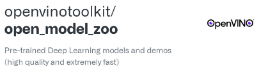 openvinotoolkit/
open_model_zoo
OpenVINO
Pre-trained Deep Learning models and demos
(high quality and extremely fast)